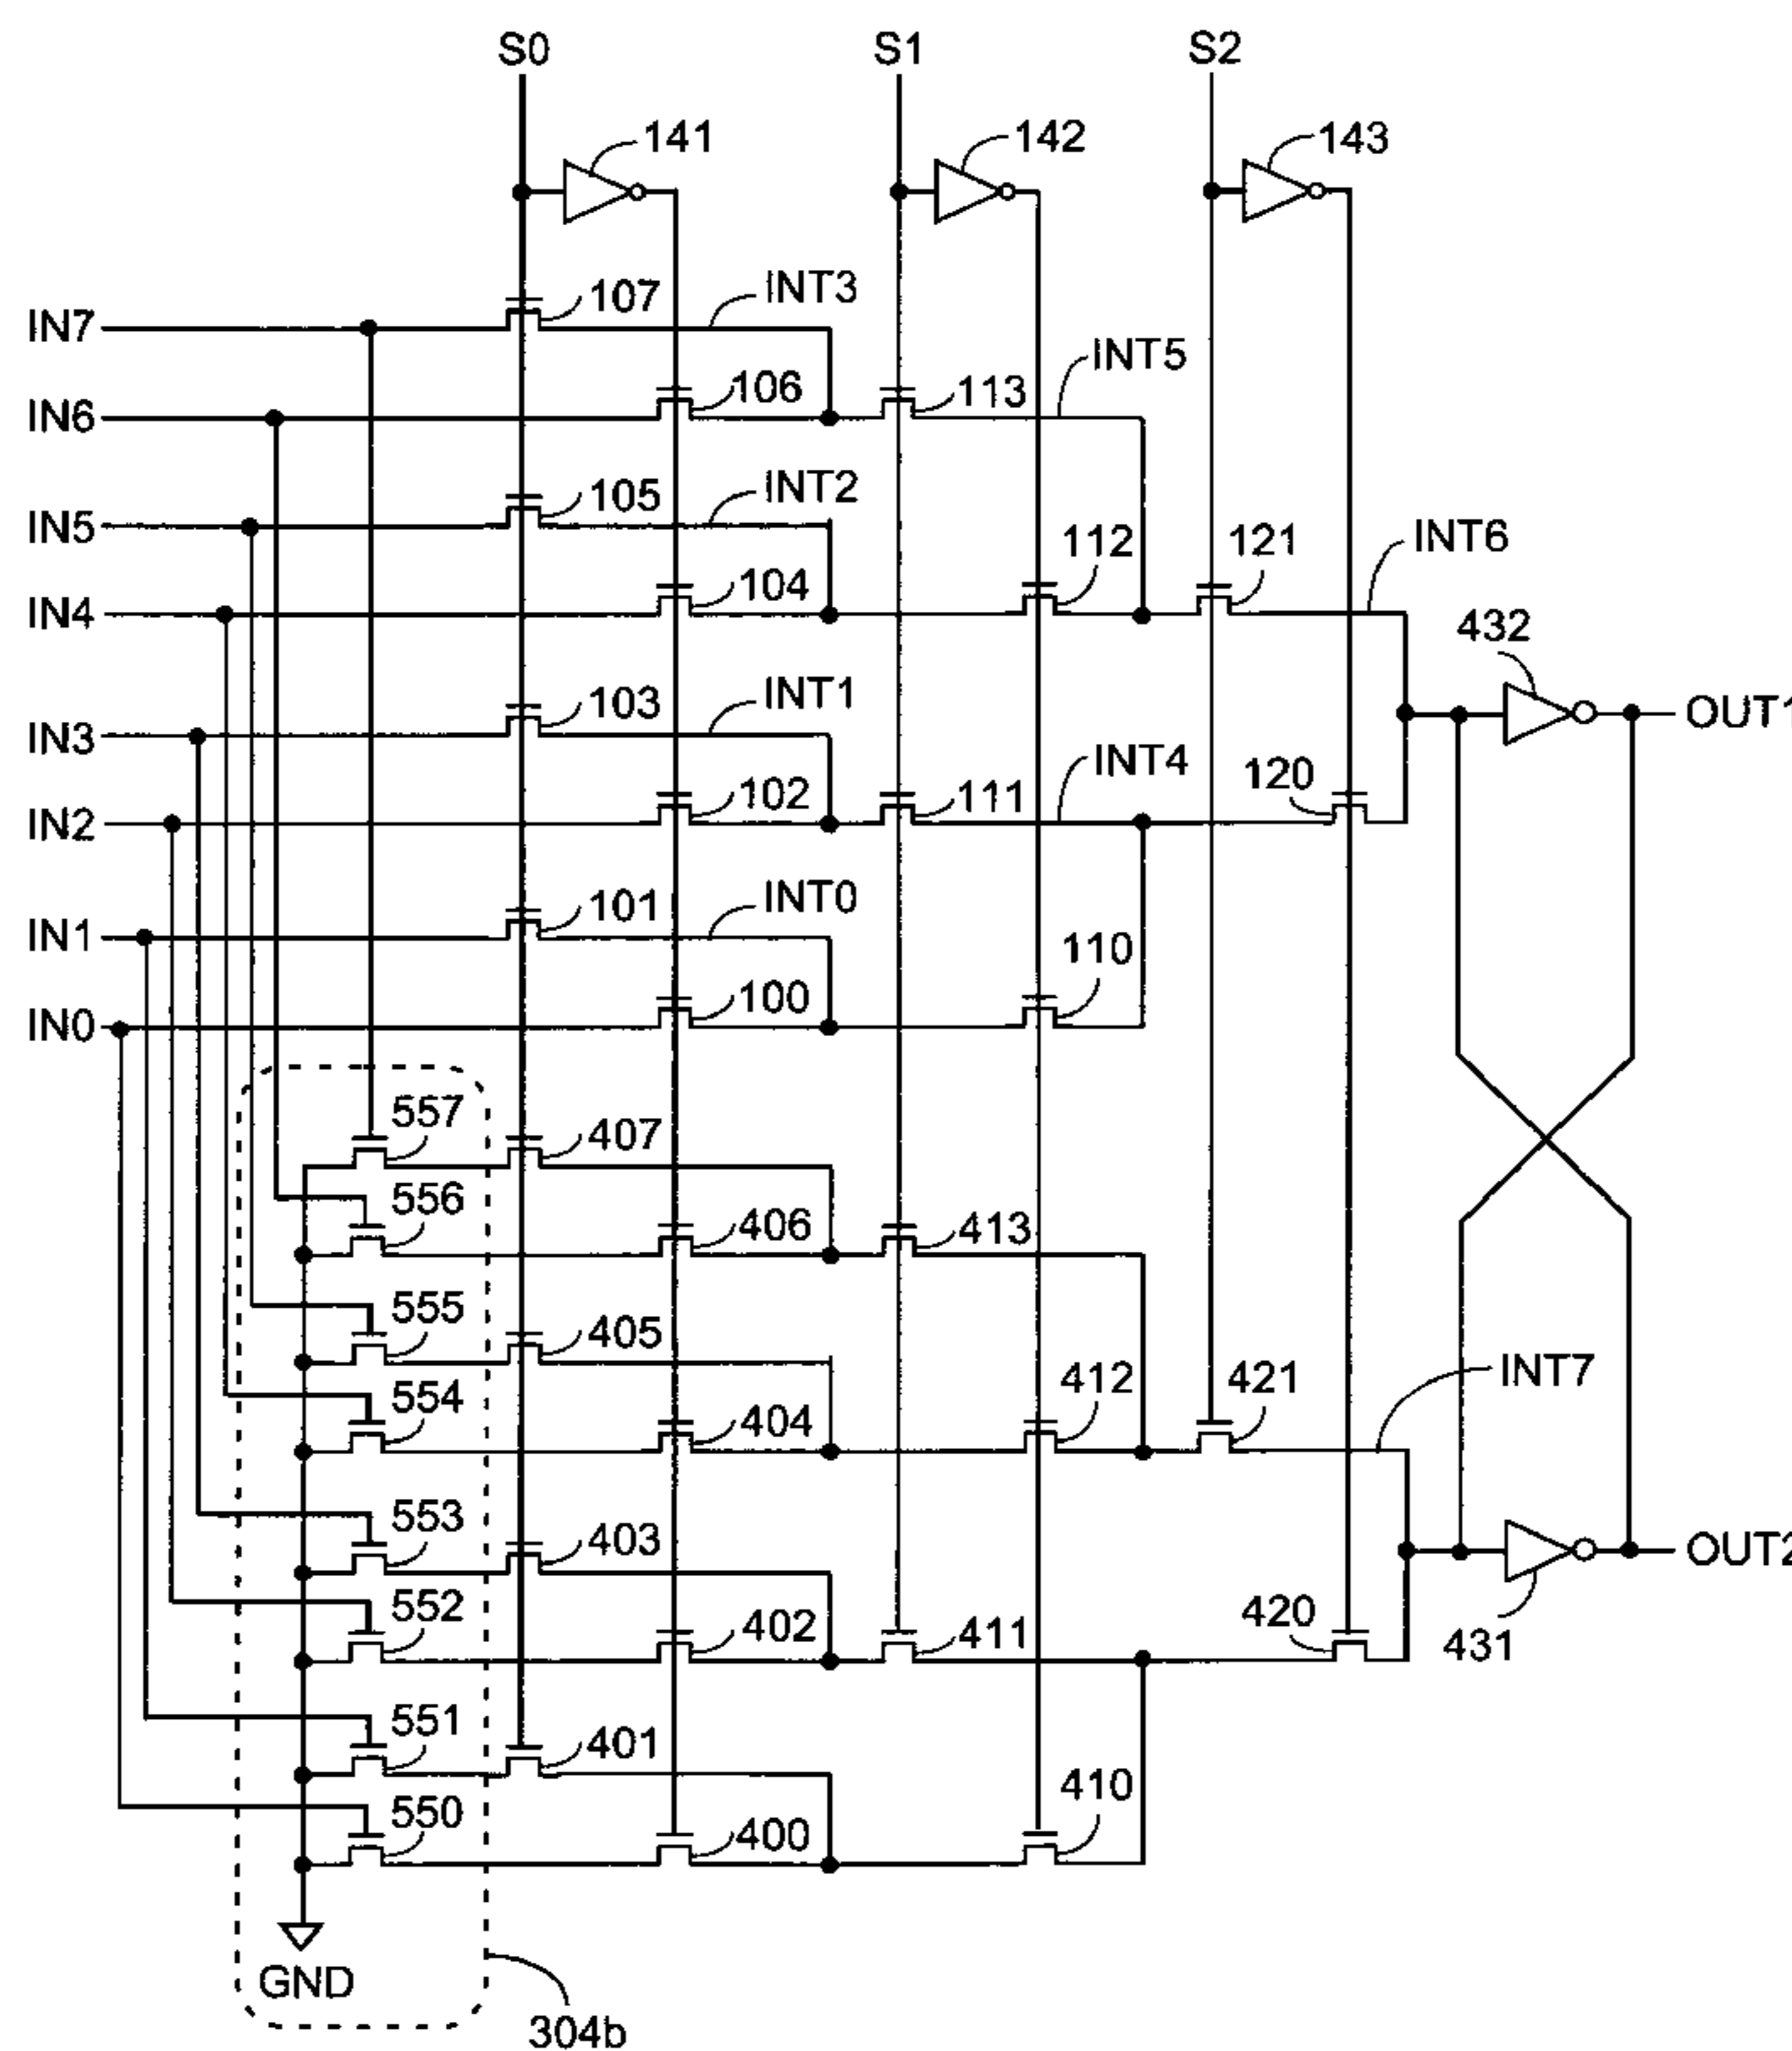 S0 S1 S2
141 142 143
IN7 107 INT3
INT5
IN6 106 113
IN5 105 INT2
IN4 104 112 121 INT6
432
IN3 103 INT1 OUT1
IN2 102 111 INT4 120
IN1 101 INT0
110
IN0 100
557 407
556 406 413
555 405
554 404 412 421 INT7
553 403 OUT2
552 402 411 420 431
551 401
550 400 410
GND
304b